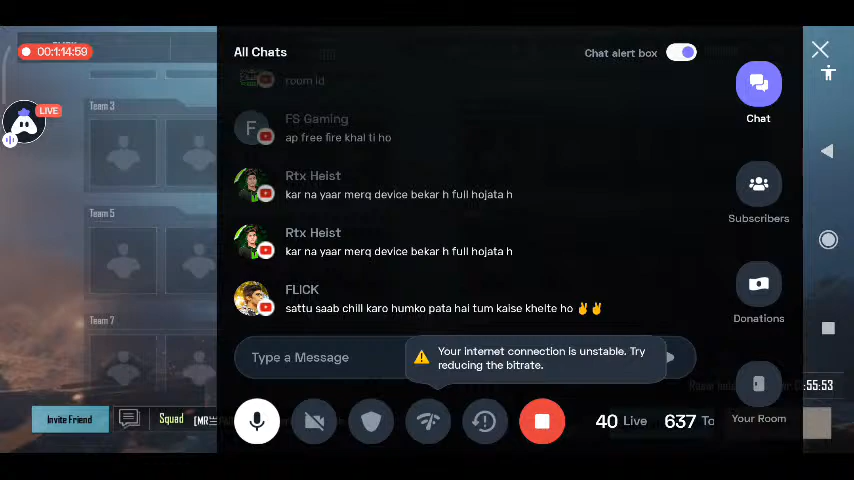 00:1:14:59
All Chats
Chat alert box
room id
LIVE
Team 3
FS Gaming
F
ap free fire khal ti ho
Chat
Rtx Heist
kar na yaar merq device bekar h full hojata h
Team 5
Rtx Heist
kar na yaar merq device bekar h full hojata h
Subscribers
FLICK
sattu saab chill karo humko pata hai tum kaise khelte ho ✌✌
Donations
Team 7
Type a Message
Your internet connection is unstable. Try
reducing the bitrate.
:55:53
Invite Friend
Squad
[MR
40 Live
637 To
Your Room